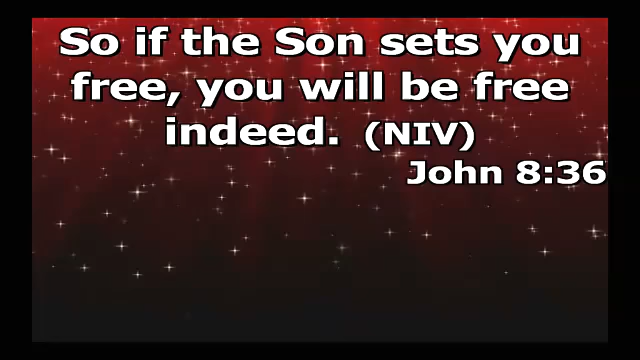 So if the Son sets you
free, you will be free
indeed. (NIV)
John 8:36